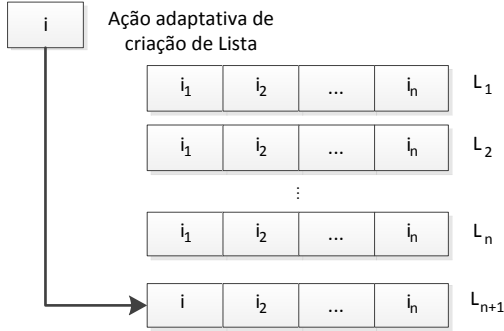 i
Ação adaptativa de
criação de Lista
i₁ i₂ ... iₙ L₁
i₁ i₂ ... iₙ L₂
⋮
i₁ i₂ ... iₙ Lₙ
i i₂ ... iₙ Lₙ₊₁